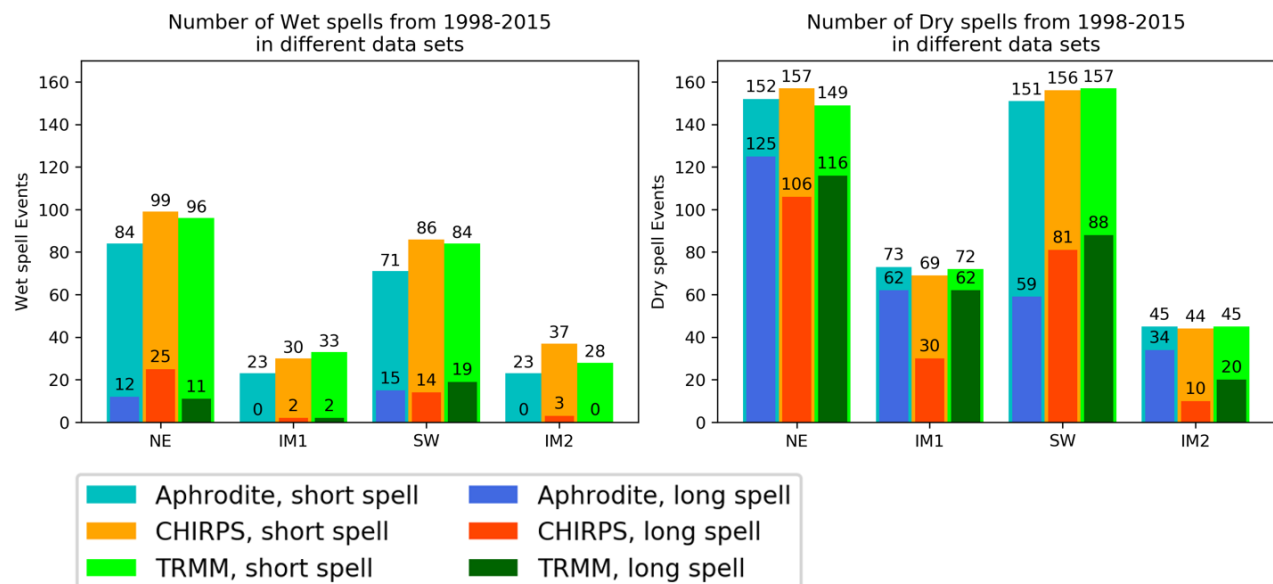 Number of Wet spells from 1998-2015
in different data sets
Wet spell Events
160
140
120
100
80
60
40
20
0
84 99 96
12 25 11
23 30 33
0 2 2
71 86 84
15 14 19
23 37 28
0 3 0
NE IM1 SW IM2
Number of Dry spells from 1998-2015
in different data sets
Dry spell Events
160
140
120
100
80
60
40
20
0
152 157 149
125 106 116
73 69 72
62 30 62
151 156 157
59 81 88
45 44 45
34 10 20
NE IM1 SW IM2
Aphrodite, short spell
CHIRPS, short spell
TRMM, short spell
Aphrodite, long spell
CHIRPS, long spell
TRMM, long spell